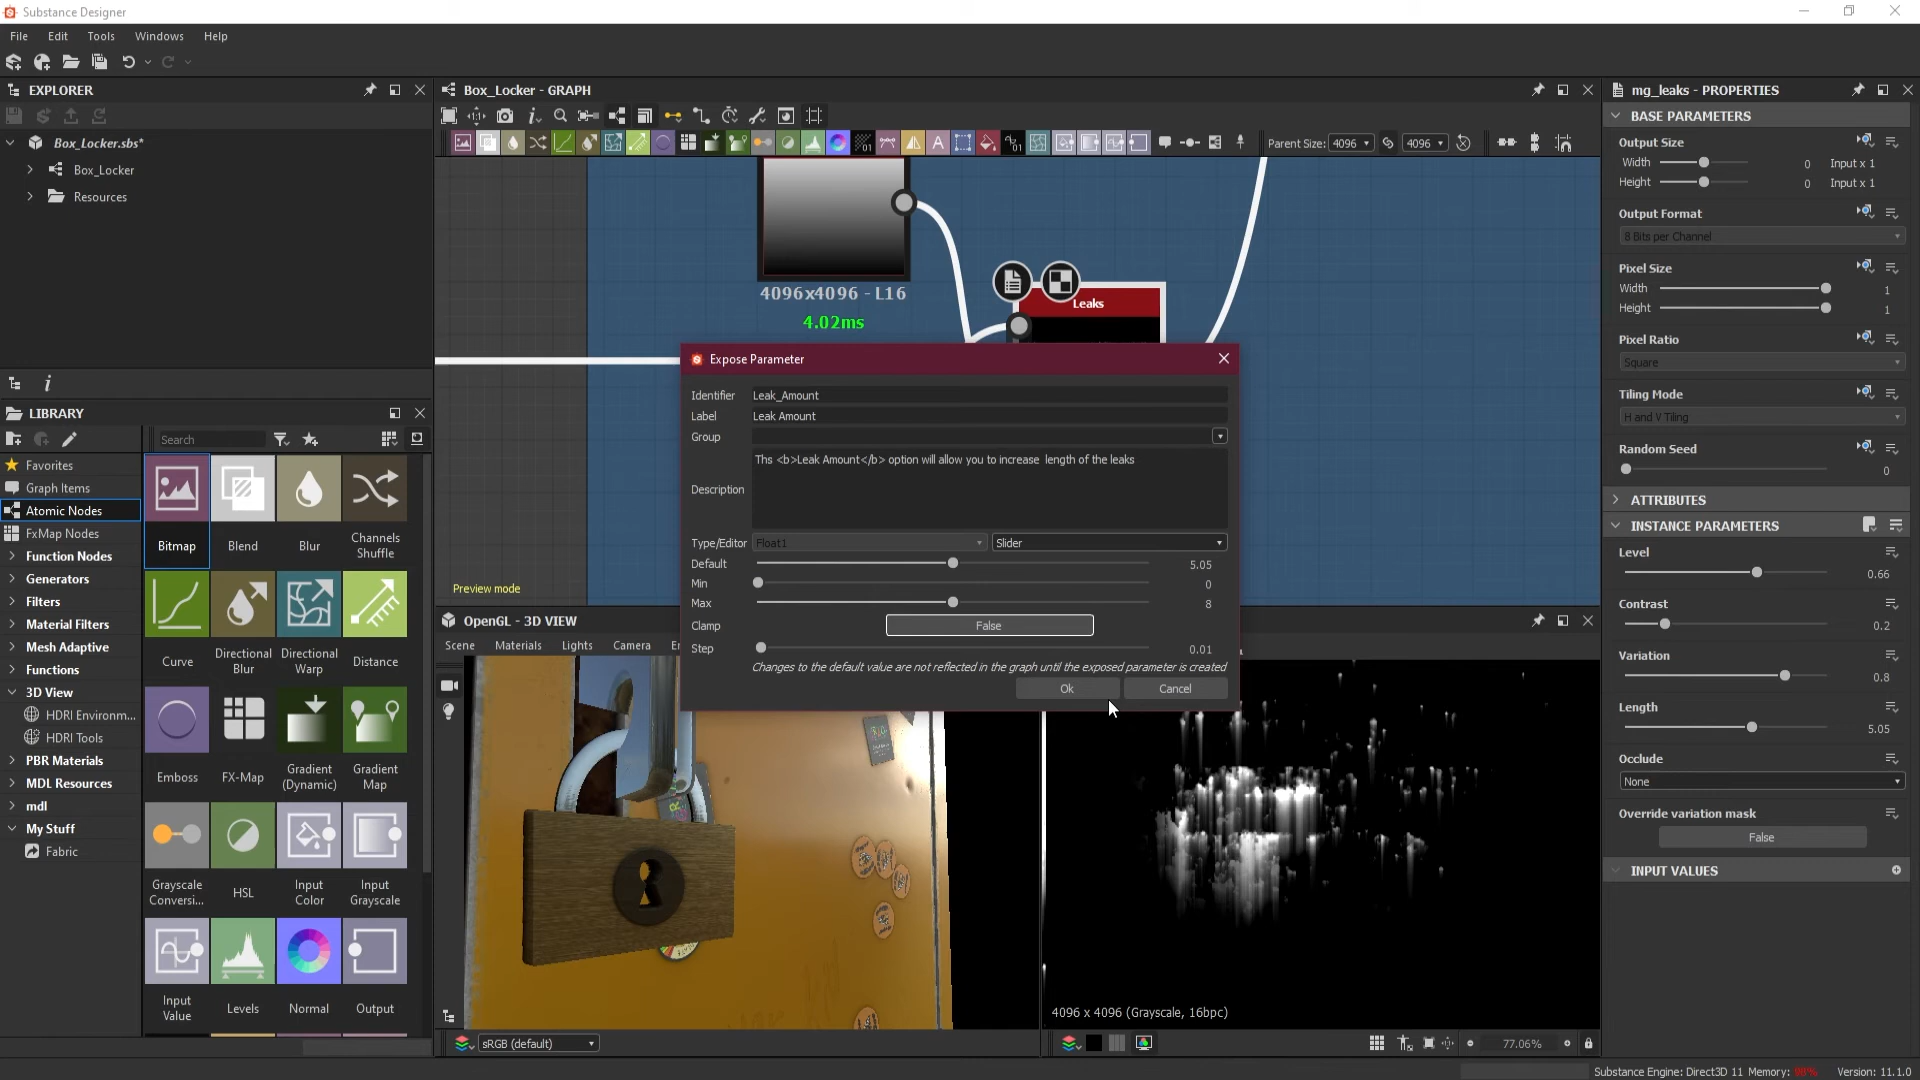 Substance Designer
File Edit Tools Windows Help
EXPLORER
Box_Locker.sbs*
Box_Locker
Resources
LIBRARY
Search
Favorites
Graph Items
Atomic Nodes
FxMap Nodes
Function Nodes
Generators
Filters
Material Filters
Mesh Adaptive
Functions
3D View
HDRI Environm...
HDRI Tools
PBR Materials
MDL Resources
mdl
My Stuff
Fabric
Bitmap Blend Blur Channels Shuffle
Curve Directional Blur Directional Warp Distance
Emboss FX-Map Gradient (Dynamic) Gradient Map
Grayscale Conversi... HSL Input Color Input Grayscale
Input Value Levels Normal Output
Box_Locker - GRAPH
Parent Size: 4096 4096
4096x4096 - L16
4.02ms
Leaks
Preview mode
Expose Parameter
Identifier Leak_Amount
Label Leak Amount
Group
Description Ths <b>Leak Amount</b> option will allow you to increase  length of the leaks
Type/Editor Float1 Slider
Default 5.05
Min 0
Max 8
Clamp False
Step 0.01
Changes to the default value are not reflected in the graph until the exposed parameter is created
Ok Cancel
OpenGL - 3D VIEW
Scene Materials Lights Camera
sRGB (default)
4096 x 4096 (Grayscale, 16bpc)
77.06%
mg_leaks - PROPERTIES
BASE PARAMETERS
Output Size
Width 0 Input x 1
Height 0 Input x 1
Output Format
8 Bits per Channel
Pixel Size
Width 1
Height 1
Pixel Ratio
Square
Tiling Mode
H and V Tiling
Random Seed
0
ATTRIBUTES
INSTANCE PARAMETERS
Level
0.66
Contrast
0.2
Variation
0.8
Length
5.05
Occlude
None
Override variation mask
False
INPUT VALUES
Substance Engine: Direct3D 11 Memory: 98% Version: 11.1.0